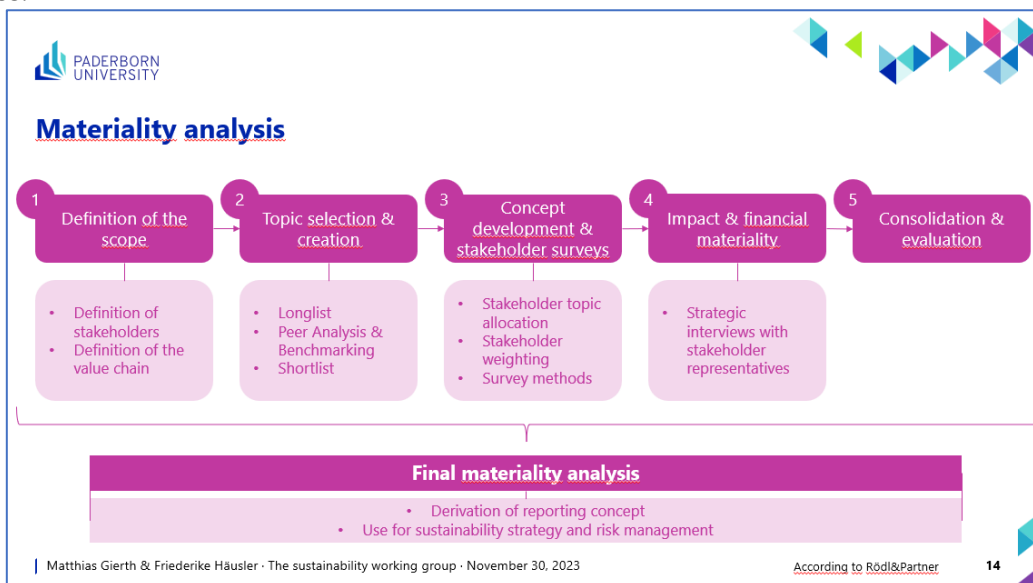 PADERBORN
UNIVERSITY
Materiality analysis
1
Definition of the
scope
2
Topic selection &
creation
3
Concept
development &
stakeholder surveys
4
Impact & financial
materiality
5
Consolidation &
evaluation
• Definition of
stakeholders
• Definition of the
value chain
• Longlist
• Peer Analysis &
Benchmarking
• Shortlist
• Stakeholder topic
allocation
• Stakeholder
weighting
• Survey methods
• Strategic
interviews with
stakeholder
representatives
Final materiality analysis
• Derivation of reporting concept
• Use for sustainability strategy and risk management
Matthias Gierth & Friederike Häusler · The sustainability working group · November 30, 2023
According to Rödl&Partner
14